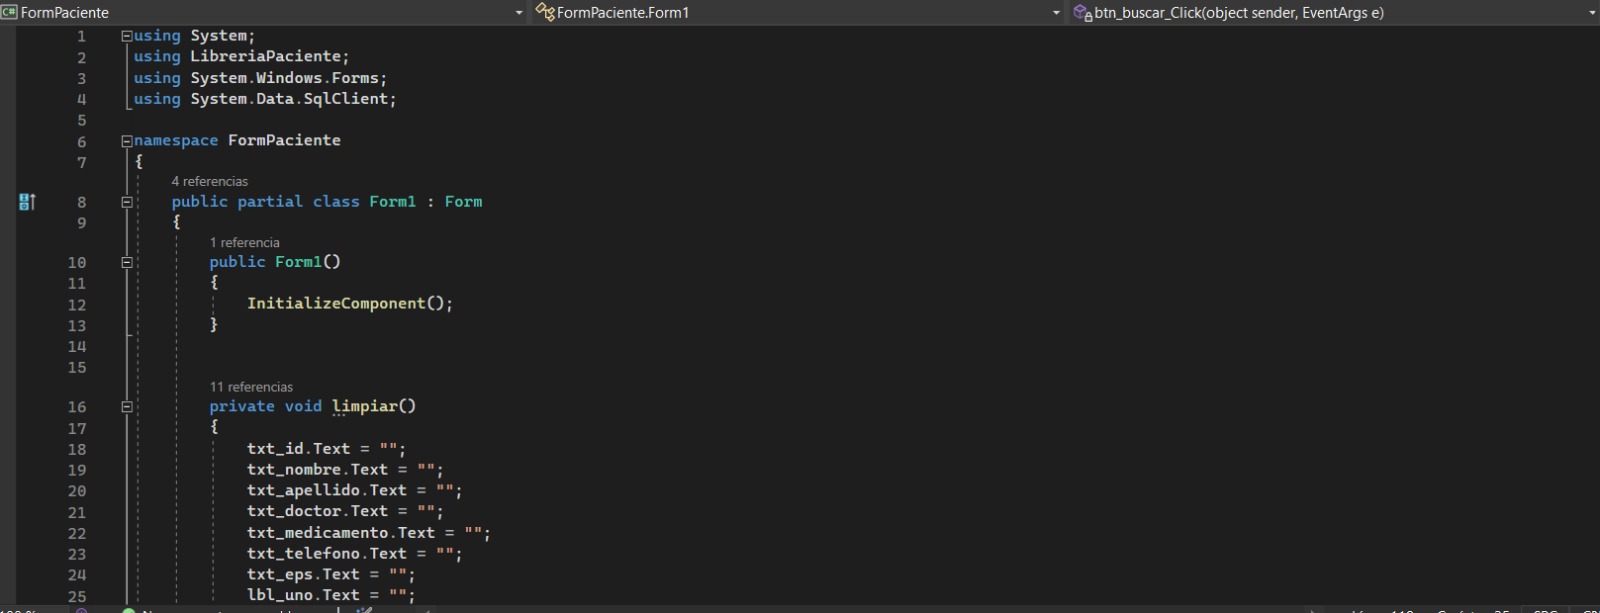 FormPaciente FormPaciente.Form1 btn_buscar_Click(object sender, EventArgs e)
1 using System;
2 using LibreriaPaciente;
3 using System.Windows.Forms;
4 using System.Data.SqlClient;
5
6 namespace FormPaciente
7 {
4 referencias
8 public partial class Form1 : Form
9 {
1 referencia
10 public Form1()
11 {
12 InitializeComponent();
13 }
14
15
11 referencias
16 private void limpiar()
17 {
18 txt_id.Text = "";
19 txt_nombre.Text = "";
20 txt_apellido.Text = "";
21 txt_doctor.Text = "";
22 txt_medicamento.Text = "";
23 txt_telefono.Text = "";
24 txt_eps.Text = "";
25 lbl_uno.Text = "";